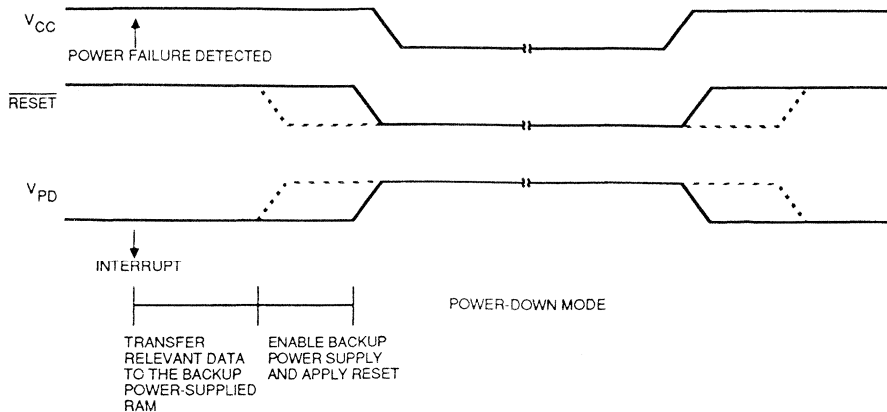 VCC
POWER FAILURE DETECTED
RESET
VPD
INTERRUPT
POWER-DOWN MODE
TRANSFER
RELEVANT DATA
TO THE BACKUP
POWER-SUPPLIED
RAM
ENABLE BACKUP
POWER SUPPLY
AND APPLY RESET